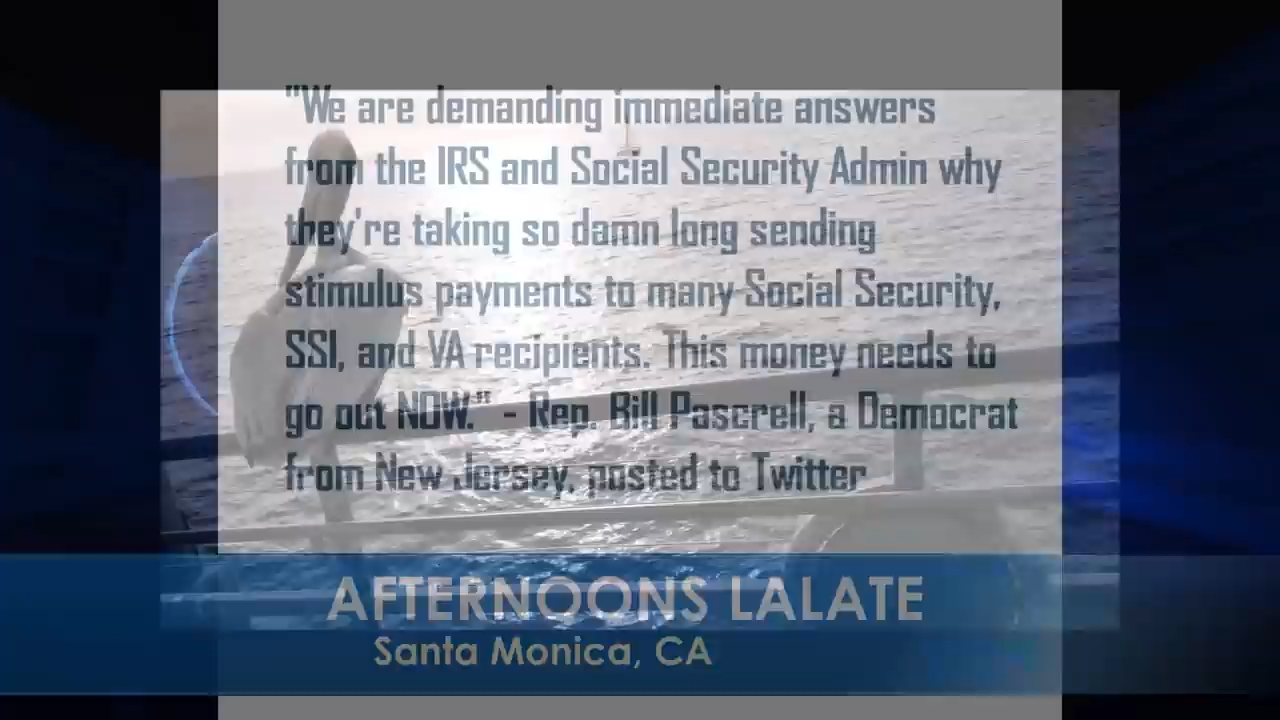 "We are demanding immediate answers
from the IRS and Social Security Admin why
they're taking so damn long sending
stimulus payments to many Social Security,
SSI, and VA recipients. This money needs to
go out NOW." - Rep. Bill Pascrell, a Democrat
from New Jersey, posted to Twitter
AFTERNOONS LALATE
Santa Monica, CA